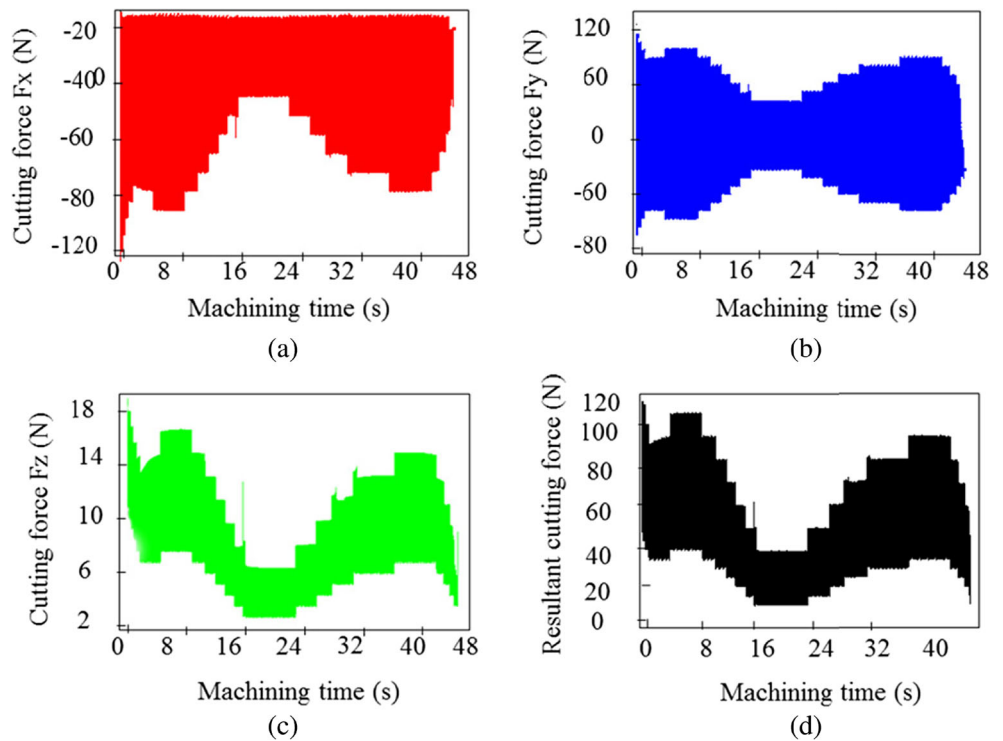 Cutting force Fx (N)
-20
-40
-60
-80
-120
0 8 16 24 32 40 48
Machining time (s)
(a)
Cutting force Fy (N)
120
60
0
-60
-80
0 8 16 24 32 40 48
Machining time (s)
(b)
Cutting force Fz (N)
18
14
10
6
2
0 8 16 24 32 40 48
Machining time (s)
(c)
Resultant cutting force (N)
120
100
80
60
40
20
0
0 8 16 24 32 40
Machining time (s)
(d)